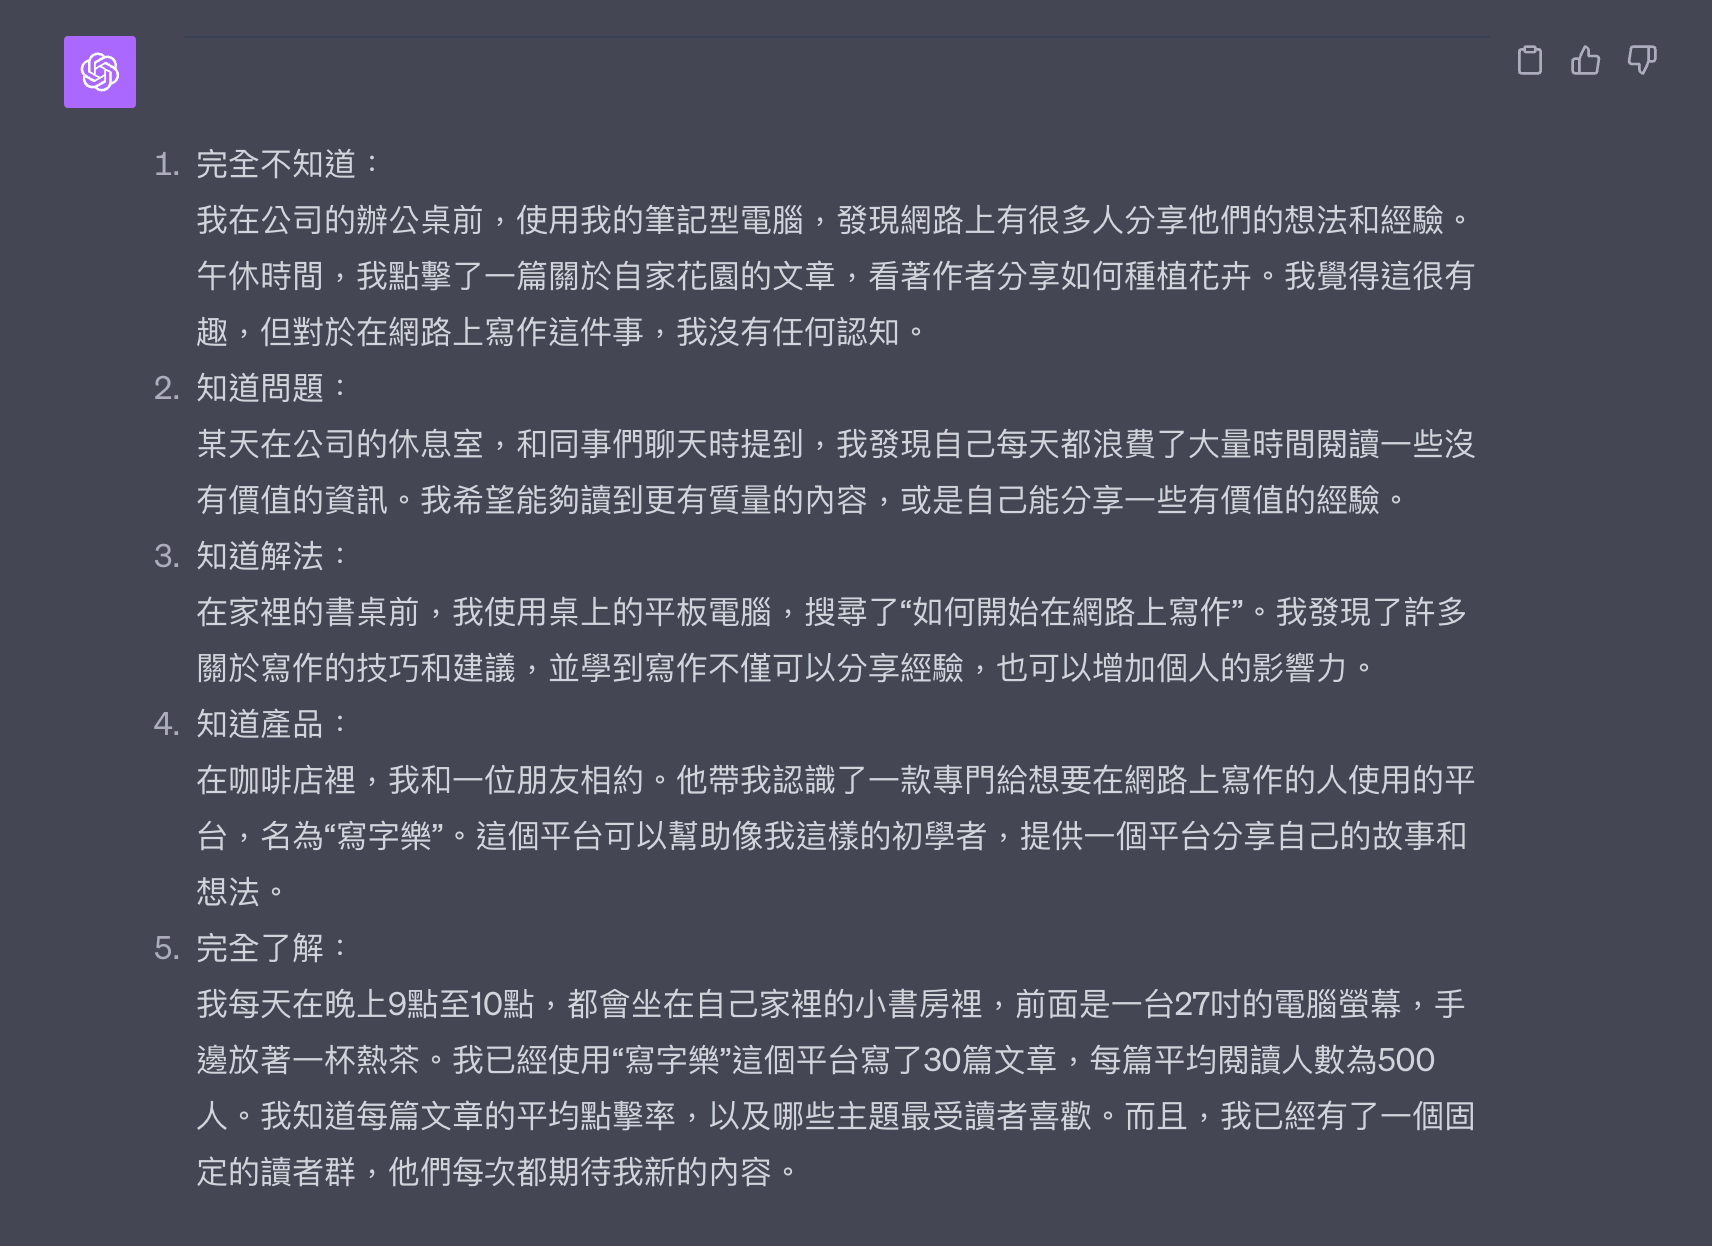 1. 完全不知道：
我在公司的辦公桌前，使用我的筆記型電腦，發現網路上有很多人分享他們的想法和經驗。
午休時間，我點擊了一篇關於自家花園的文章，看著作者分享如何種植花卉。我覺得這很有
趣，但對於在網路上寫作這件事，我沒有任何認知。
2. 知道問題：
某天在公司的休息室，和同事們聊天時提到，我發現自己每天都浪費了大量時間閱讀一些沒
有價值的資訊。我希望能夠讀到更有質量的內容，或是自己能分享一些有價值的經驗。
3. 知道解法：
在家裡的書桌前，我使用桌上的平板電腦，搜尋了“如何開始在網路上寫作”。我發現了許多
關於寫作的技巧和建議，並學到寫作不僅可以分享經驗，也可以增加個人的影響力。
4. 知道產品：
在咖啡店裡，我和一位朋友相約。他帶我認識了一款專門給想要在網路上寫作的人使用的平
台，名為“寫字樂”。這個平台可以幫助像我這樣的初學者，提供一個平台分享自己的故事和
想法。
5. 完全了解：
我每天在晚上9點至10點，都會坐在自己家裡的小書房裡，前面是一台27吋的電腦螢幕，手
邊放著一杯熱茶。我已經使用“寫字樂”這個平台寫了30篇文章，每篇平均閱讀人數為500
人。我知道每篇文章的平均點擊率，以及哪些主題最受讀者喜歡。而且，我已經有了一個固
定的讀者群，他們每次都期待我新的內容。